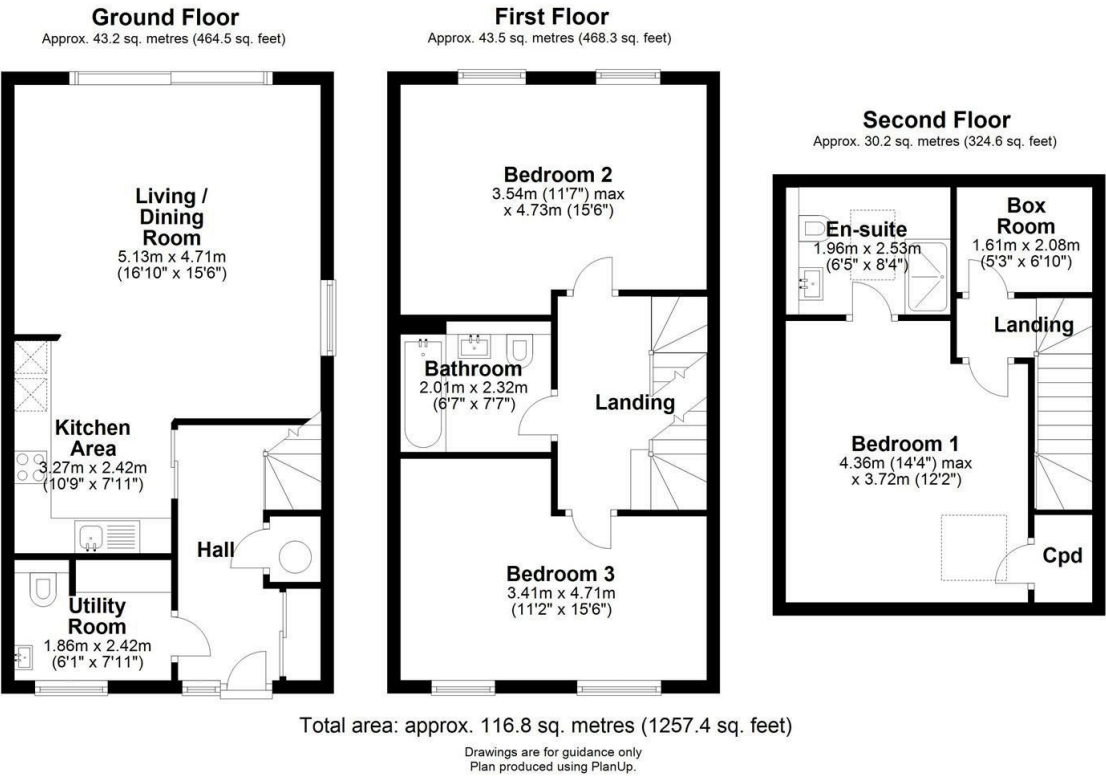 Ground Floor
Approx. 43.2 sq. metres (464.5 sq. feet)
Living /
Dining
Room
5.13m x 4.71m
(16'10" x 15'6")
Kitchen
Area
3.27m x 2.42m
(10'9" x 7'11")
Hall
Utility
Room
1.86m x 2.42m
(6'1" x 7'11")
First Floor
Approx. 43.5 sq. metres (468.3 sq. feet)
Bedroom 2
3.54m (11'7") max
x 4.73m (15'6")
Bathroom
2.01m x 2.32m
(6'7" x 7'7")
Landing
Bedroom 3
3.41m x 4.71m
(11'2" x 15'6")
Second Floor
Approx. 30.2 sq. metres (324.6 sq. feet)
En-suite
1.96m x 2.53m
(6'5" x 8'4")
Box
Room
1.61m x 2.08m
(5'3" x 6'10")
Landing
Bedroom 1
4.36m (14'4") max
x 3.72m (12'2")
Cpd
Total area: approx. 116.8 sq. metres (1257.4 sq. feet)
Drawings are for guidance only
Plan produced using PlanUp.